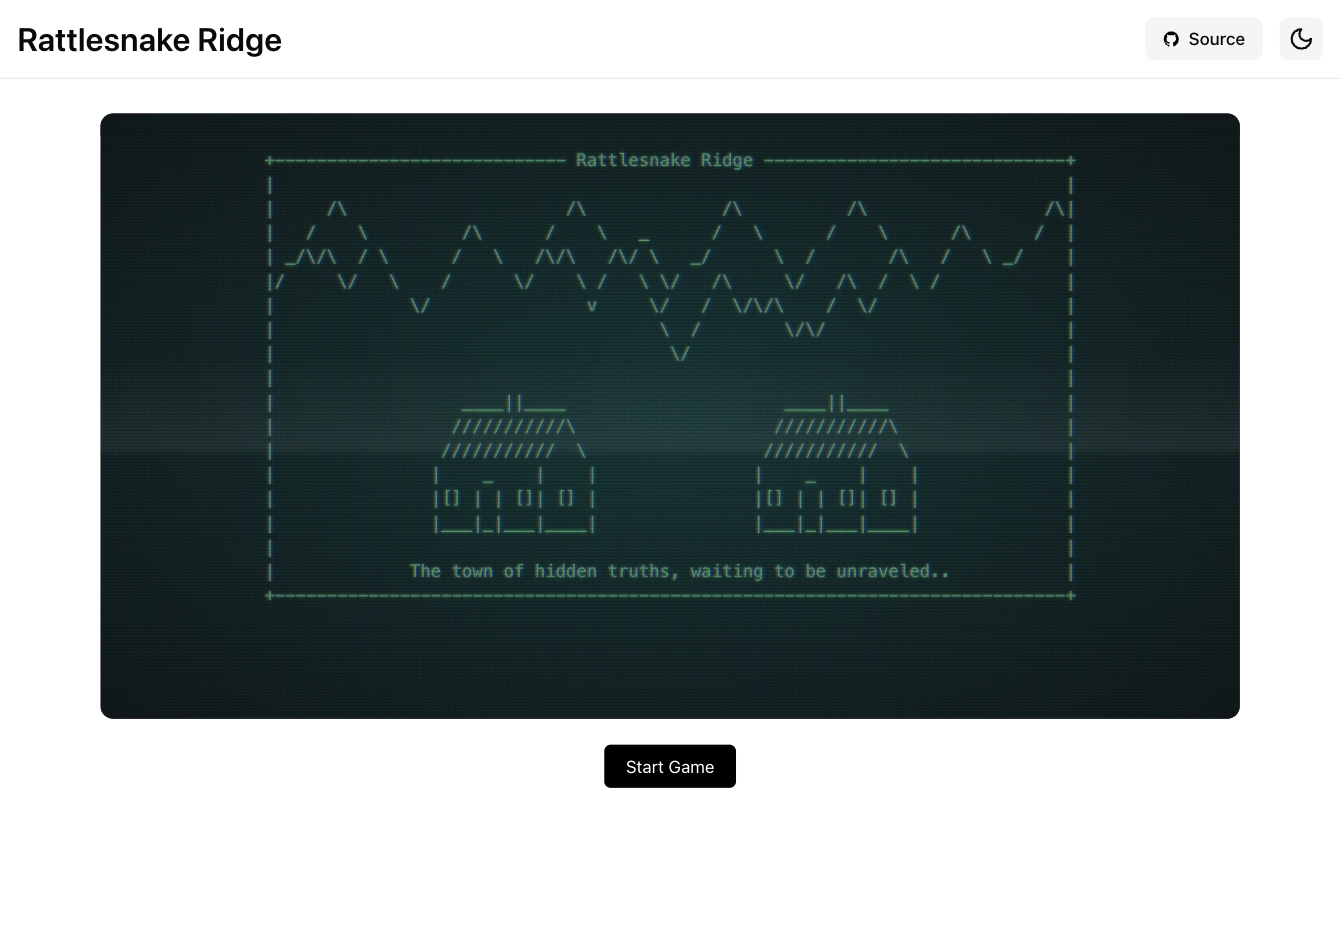 Rattlesnake Ridge
Source
Rattlesnake Ridge
The town of hidden truths, waiting to be unraveled..
Start Game